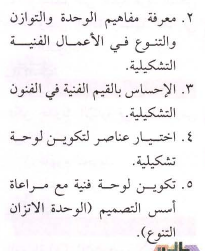 ٢. معرفة مفاهيم الوحدة والتوازن
والتنوع في الأعمال الفنية
التشكيلية.
٣. الإحساس بالقيم الفنية في الفنون
التشكيلية.
٤. اختيار عناصر لتكوين لوحة
تشكيلية.
٥. تكوين لوحة فنية مع مراعاة
أسس التصميم (الوحدة الاتزان
التنوع).